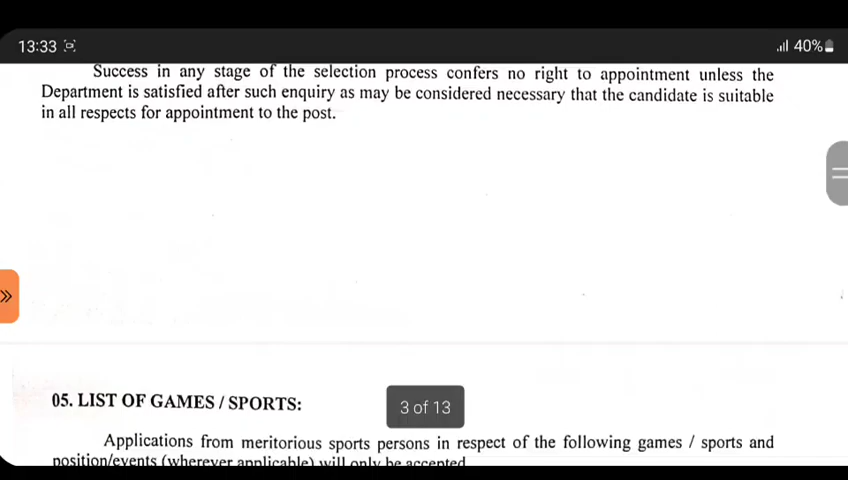 13:33
40%
Success in any stage of the selection process confers no right to appointment unless the
Department is satisfied after such enquiry as may be considered necessary that the candidate is suitable
in all respects for appointment to the post.
05. LIST OF GAMES / SPORTS:
3 of 13
Applications from meritorious sports persons in respect of the following games / sports and
position/events (wherever applicable) will only be accepted